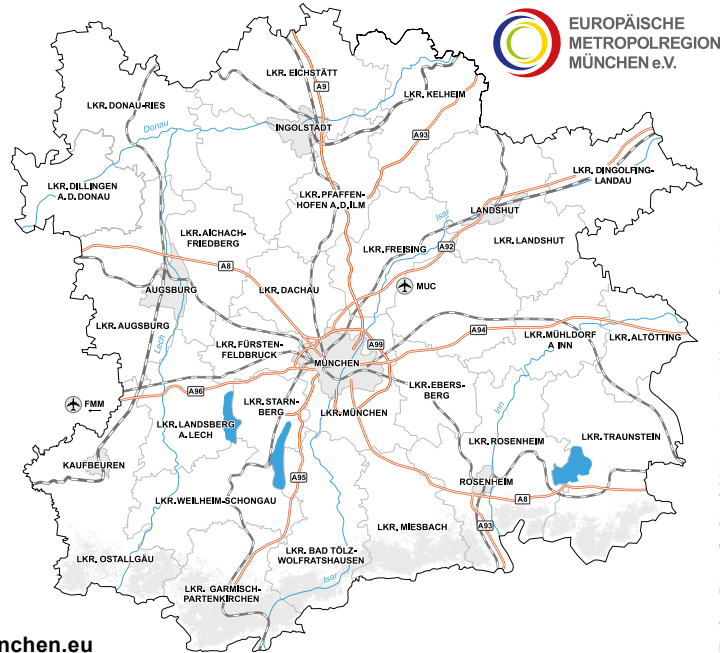 EUROPÄISCHE
METROPOLREGION
MÜNCHEN e.V.
LKR. EICHSTÄTT
A9
LKR. KELHEIM
LKR. DONAU-RIES
Donau
INGOLSTADT
A93
LKR. DINGOLFING-
LANDAU
LKR. DILLINGEN
A.D. DONAU
LKR. PFAFFEN-
HOFEN A.D. ILM
Isar
LANDSHUT
LKR. AICHACH-
FRIEDBERG
LKR. FREISING
A92
LKR. LANDSHUT
A8
AUGSBURG
LKR. DACHAU
MUC
LKR. AUGSBURG
Lech
LKR. FÜRSTEN-
FELDBRUCK
A99
A94
LKR. MÜHLDORF
A INN
LKR. ALTÖTTING
MÜNCHEN
A96
FMM
LKR. STARN-
BERG
LKR. MÜNCHEN
LKR. EBERS-
BERG
Inn
LKR. LANDSBERG
A. LECH
LKR. ROSENHEIM
LKR. TRAUNSTEIN
KAUFBEUREN
A95
ROSENHEIM
LKR. WEILHEIM-SCHONGAU
A8
LKR. MIESBACH
A93
LKR. OSTALLGÄU
LKR. BAD TÖLZ-
WOLFRATSHAUSEN
Isar
LKR. GARMISCH-
PARTENKIRCHEN
nchen.eu